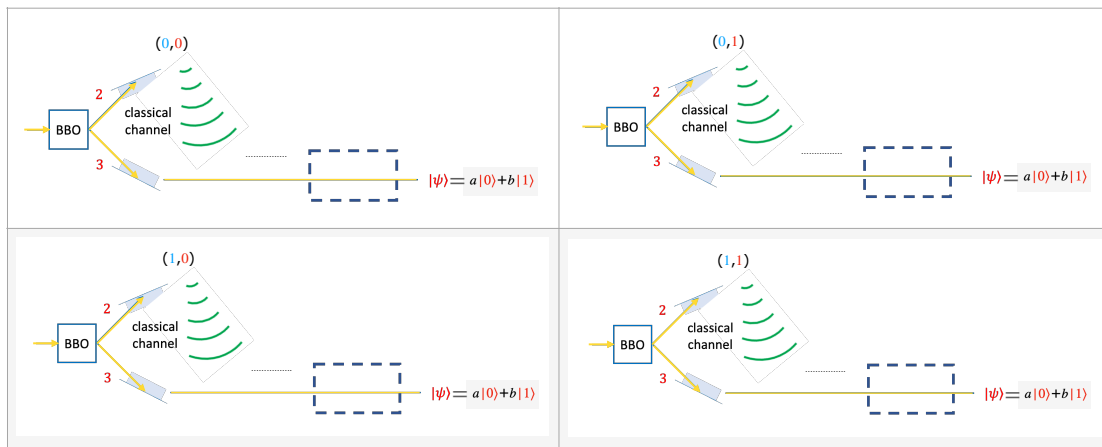 (0,0)
2
BBO
classical
channel
3
|ψ⟩= a|0⟩+b|1⟩
(0,1)
2
BBO
classical
channel
3
|ψ⟩= a|0⟩+b|1⟩
(1,0)
2
BBO
classical
channel
3
|ψ⟩= a|0⟩+b|1⟩
(1,1)
2
BBO
classical
channel
3
|ψ⟩= a|0⟩+b|1⟩